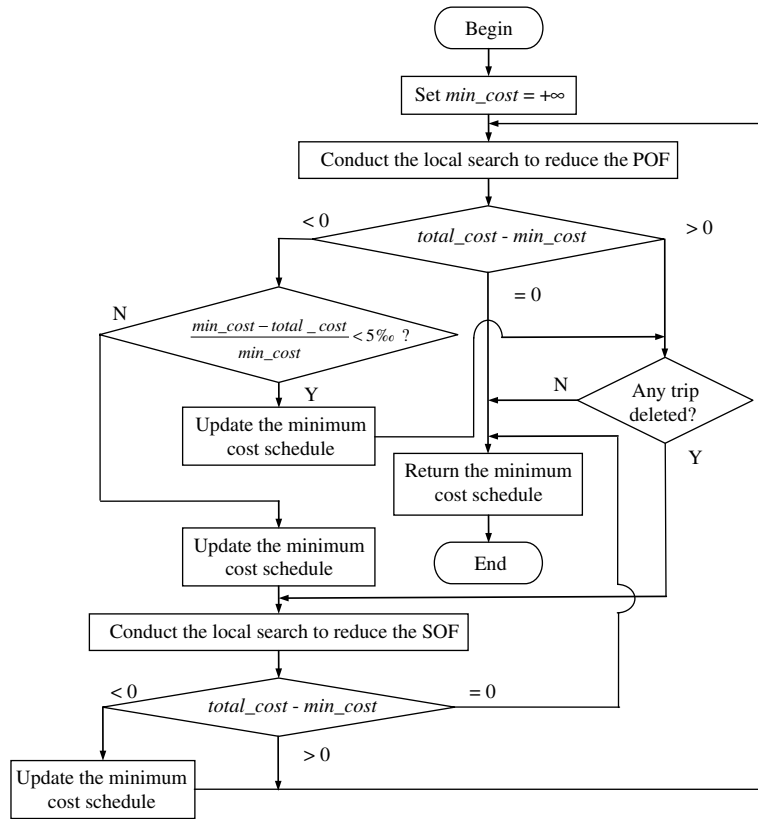 Begin
Set min_cost = +∞
Conduct the local search to reduce the POF
< 0
total_cost - min_cost
> 0
= 0
N
min_cost – total _ cost
min_cost
< 5‰ ?
Y
Update the minimum
cost schedule
N
Any trip
deleted?
Y
Return the minimum
cost schedule
End
Update the minimum
cost schedule
Conduct the local search to reduce the SOF
< 0
total_cost - min_cost
= 0
> 0
Update the minimum
cost schedule